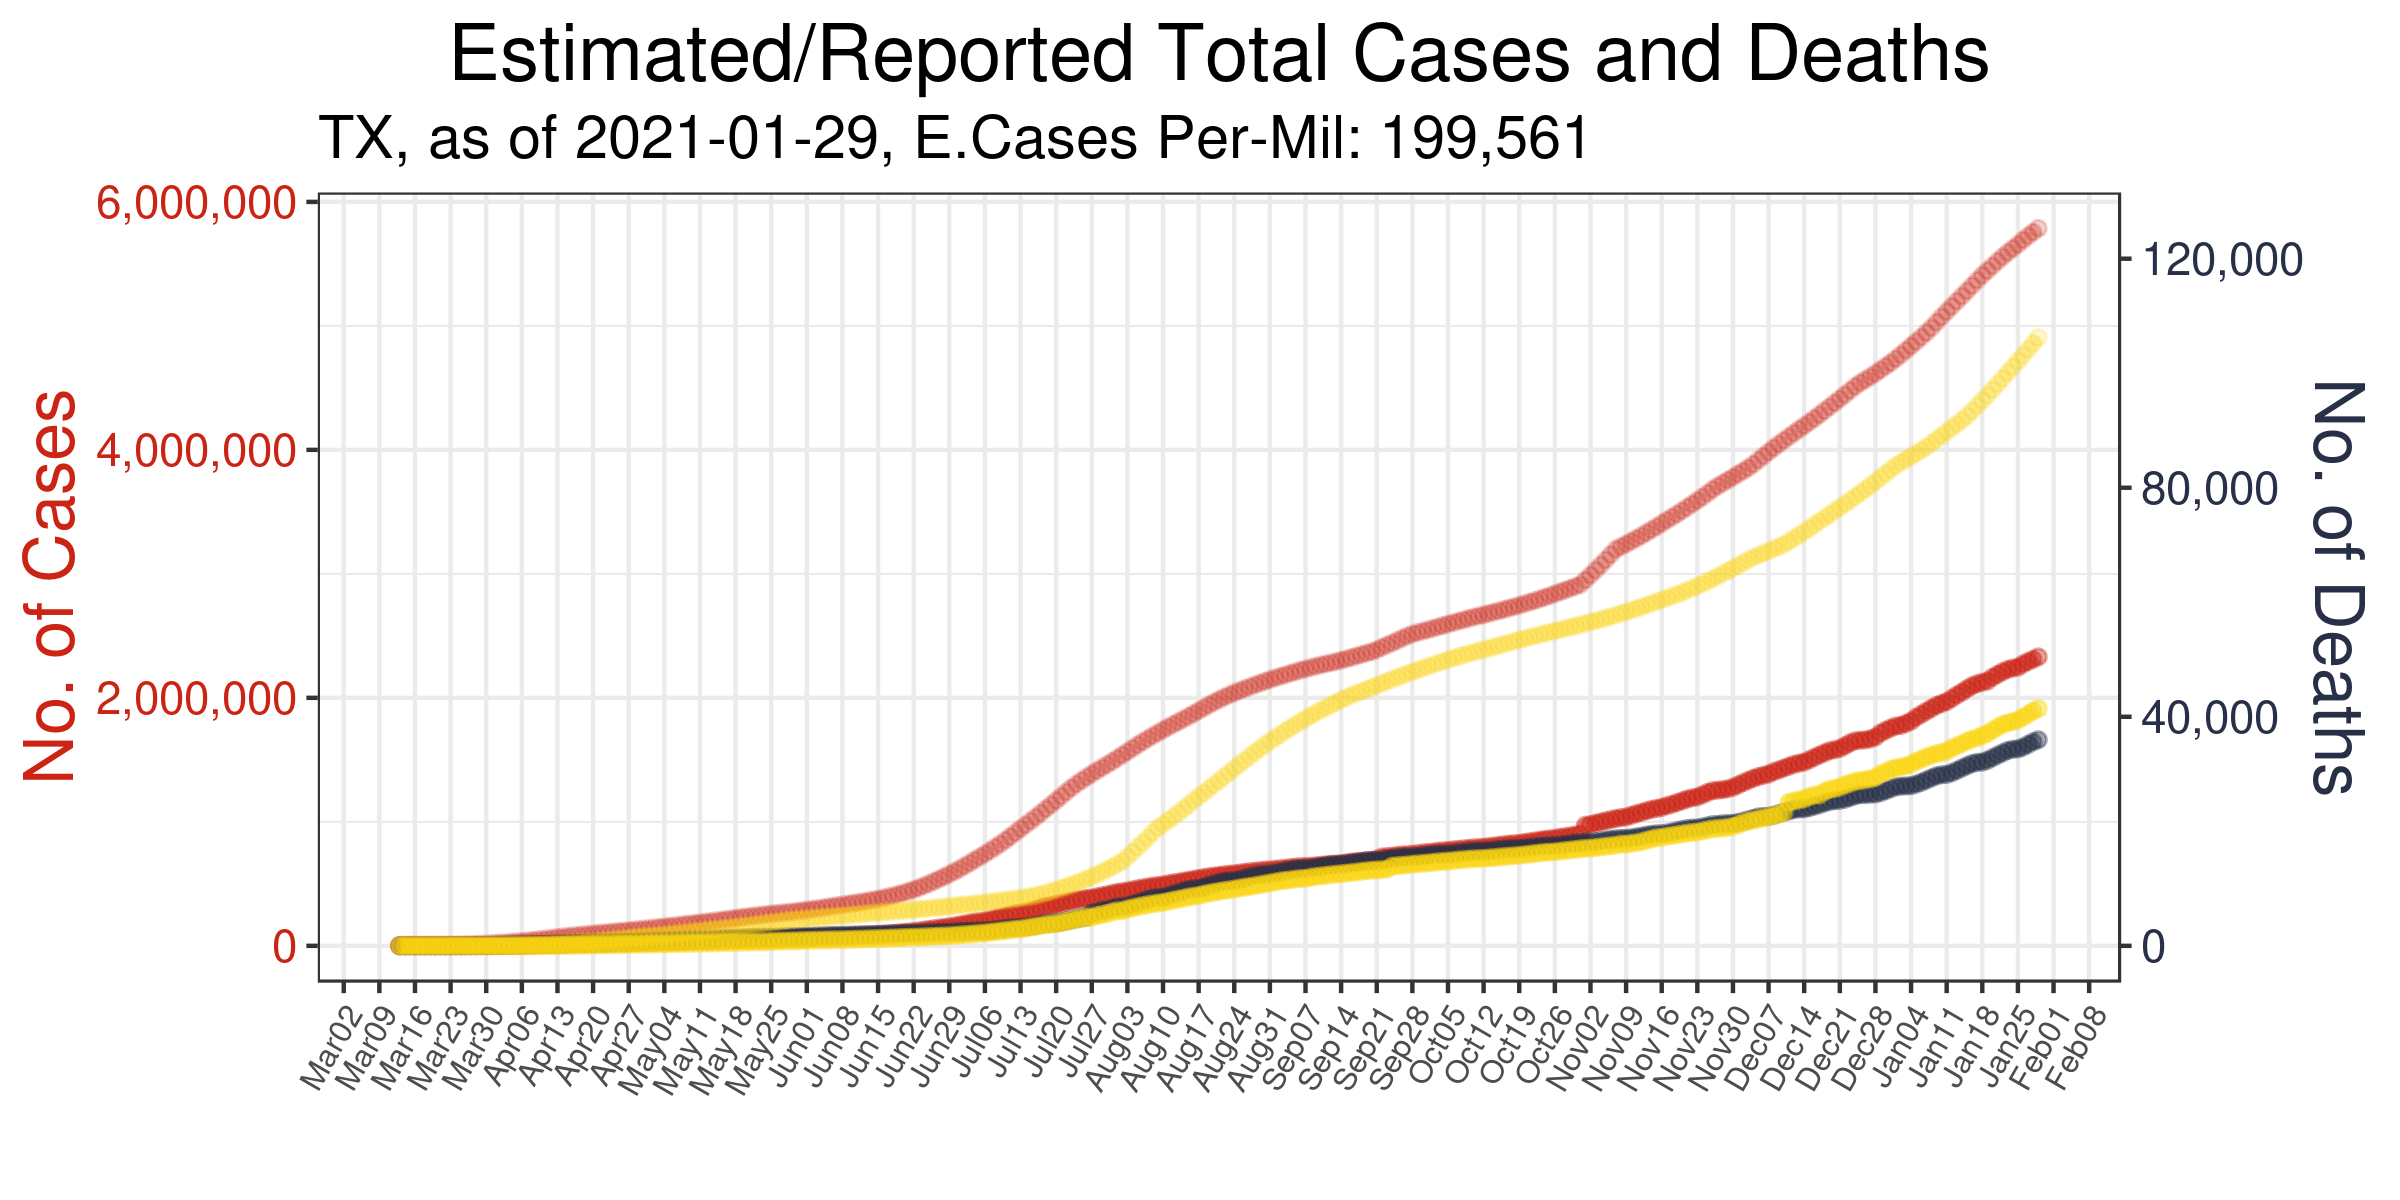 Estimated/Reported Total Cases and Deaths
TX, as of 2021-01-29, E.Cases Per-Mil: 199,561
No. of Cases
6,000,000
4,000,000
2,000,000
0
120,000
80,000
40,000
0
No. of Deaths
Mar02
Mar09
Mar16
Mar23
Mar30
Apr06
Apr13
Apr20
Apr27
May04
May11
May18
May25
Jun01
Jun08
Jun15
Jun22
Jun29
Jul06
Jul13
Jul20
Jul27
Aug03
Aug10
Aug17
Aug24
Aug31
Sep07
Sep14
Sep21
Sep28
Oct05
Oct12
Oct19
Oct26
Nov02
Nov09
Nov16
Nov23
Nov30
Dec07
Dec14
Dec21
Dec28
Jan04
Jan11
Jan18
Jan25
Feb01
Feb08